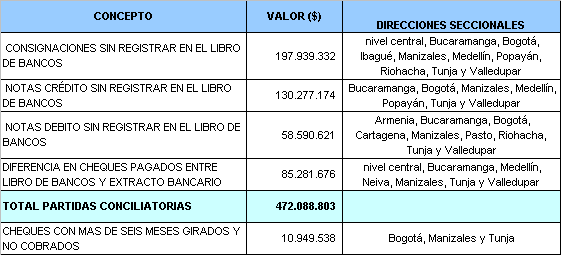 CONCEPTO VALOR ($) DIRECCIONES SECCIONALES
CONSIGNACIONES SIN REGISTRAR EN EL LIBRO
DE BANCOS
197.939.332
nivel central, Bucaramanga, Bogotá,
Ibagué, Manizales, Medellín, Popayán,
Riohacha, Tunja y Valledupar
NOTAS CRÉDITO SIN REGISTRAR EN EL LIBRO
DE BANCOS
130.277.174
Bucaramanga, Bogotá, Manizales, Medellín,
Popayán, Tunja y Valledupar
NOTAS DEBITO SIN REGISTRAR EN EL LIBRO DE
BANCOS
58.590.621
Armenia, Bucaramanga, Bogotá,
Cartagena, Manizales, Pasto, Riohacha,
Tunja y Valledupar
DIFERENCIA EN CHEQUES PAGADOS ENTRE
LIBRO DE BANCOS Y EXTRACTO BANCARIO
85.281.676
nivel central, Bucaramanga, Medellín,
Neiva, Manizales, Tunja y Valledupar
TOTAL PARTIDAS CONCILIATORIAS 472.088.803
CHEQUES CON MAS DE SEIS MESES GIRADOS Y
NO COBRADOS
10.949.538
Bogotá, Manizales y Tunja